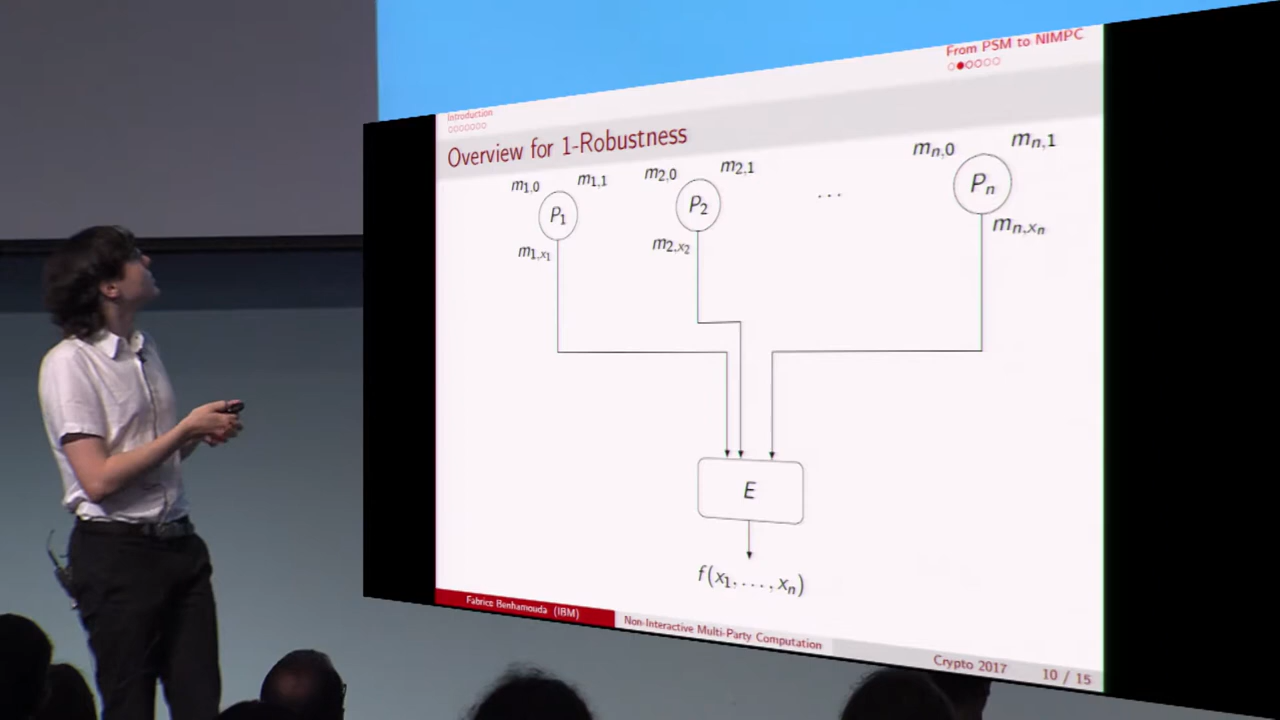 From PSM to NIMPC
Introduction
Overview for 1-Robustness
m1,0 m1,1 m2,0 m2,1 ... mn,0 mn,1
P1 P2 Pn
m1,x1 m2,x2 mn,xn
E
f(x1, . . . , xn)
Fabrice Benhamouda (IBM) Non-Interactive Multi-Party Computation Crypto 2017 10 / 15